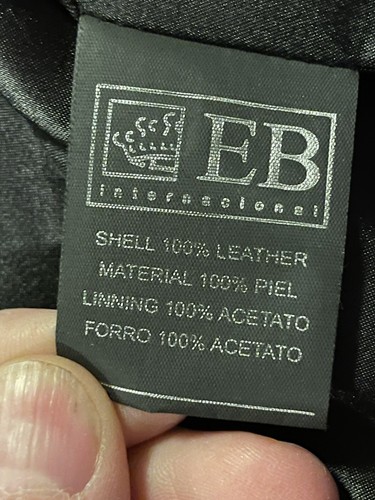 EB
internacional
SHELL 100% LEATHER
MATERIAL 100% PIEL
LINNING 100% ACETATO
FORRO 100% ACETATO